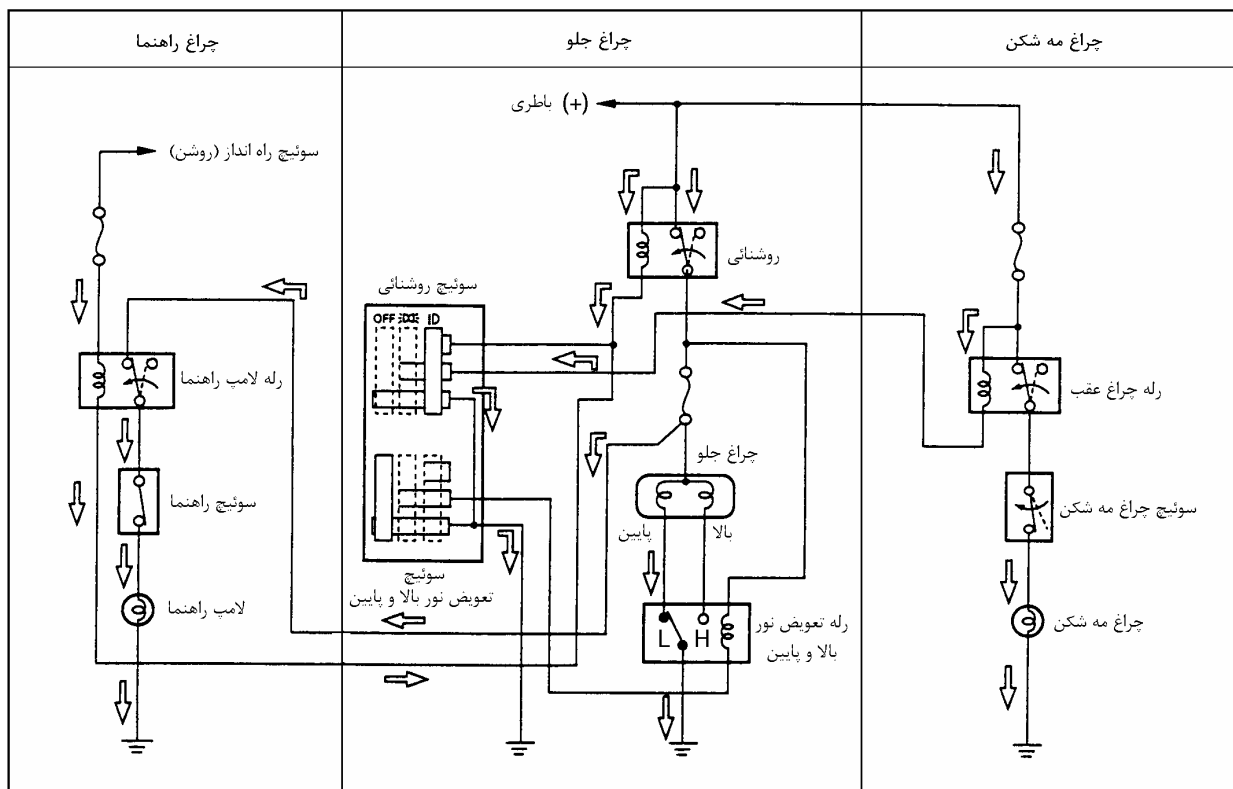 چراغ مه شکن
چراغ جلو
چراغ راهنما
باطری (+)
سوئیچ راه انداز (روشن)
روشنائی
سوئیچ روشنائی
OFF ID
رله لامپ راهنما
رله چراغ عقب
چراغ جلو
سوئیچ راهنما
سوئیچ چراغ مه شکن
بالا
پایین
سوئیچ
تعویض نور بالا و پایین
لامپ راهنما
رله تعویض نور
بالا و پایین
L H
چراغ مه شکن